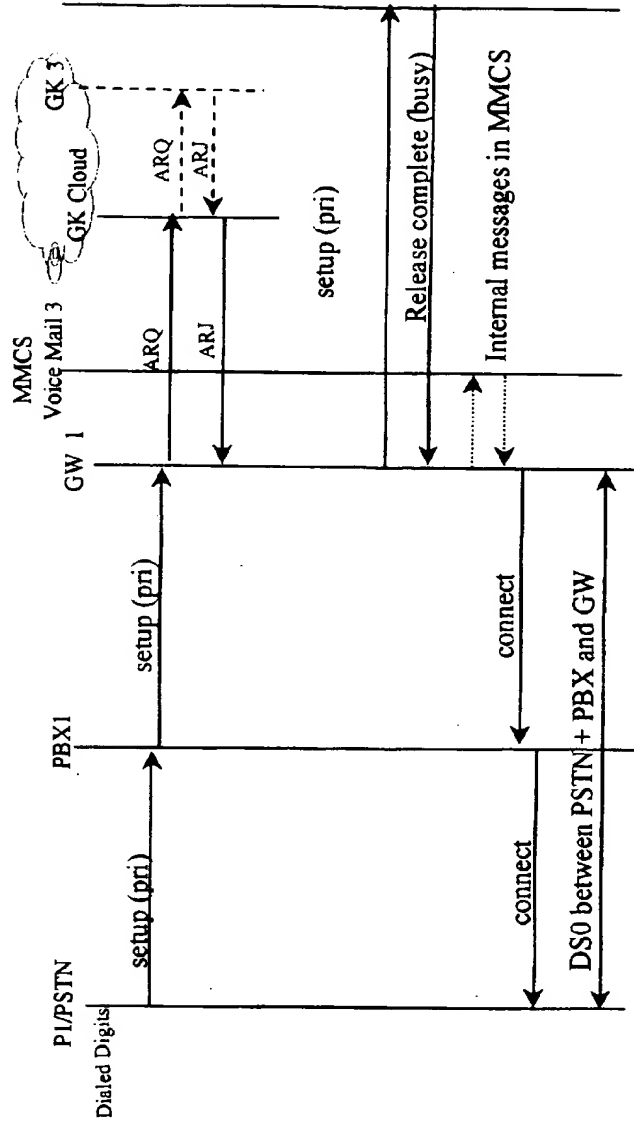 P1/PSTN
Dialed Digits
PBX1
GW 1
MMCS
Voice Mail 3
GK Cloud
GK 3
setup (pri)
setup (pri)
ARQ
ARQ
ARJ
ARJ
setup (pri)
Release complete (busy)
Internal messages in MMCS
connect
connect
DS0 between PSTN + PBX and GW